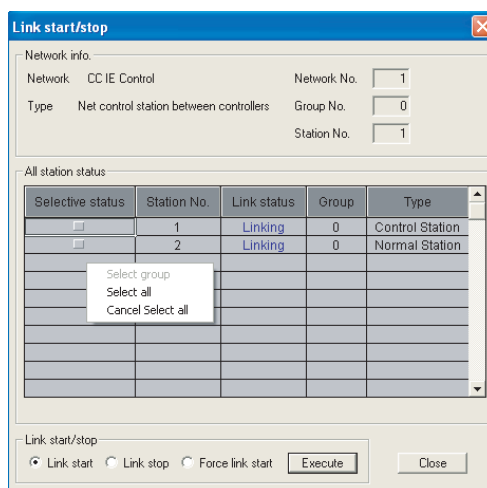 Link start/stop
Network info.
Network CC IE Control Network No. 1
Type Net control station between controllers Group No. 0
Station No. 1
All station status
Selective status Station No. Link status Group Type
1 Linking 0 Control Station
2 Linking 0 Normal Station
Select group
Select all
Cancel Select all
Link start/stop
Link start Link stop Force link start Execute Close